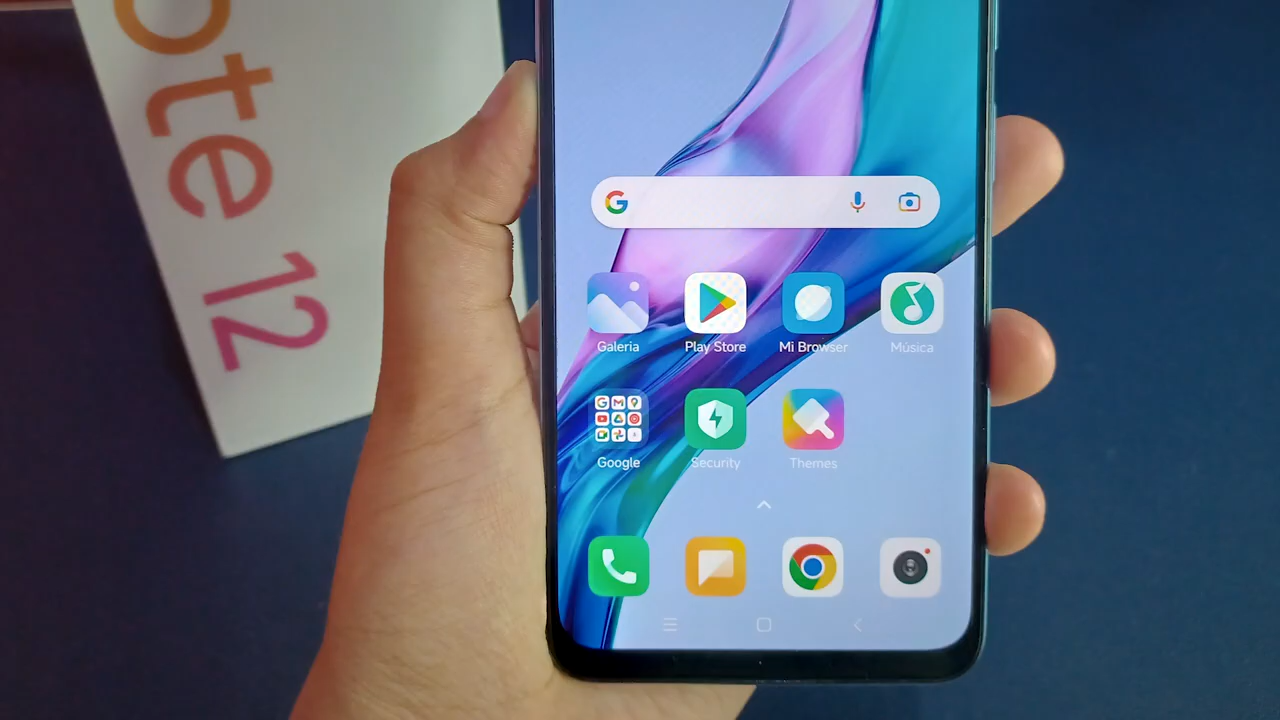 ote 12
Galeria
Play Store
Mi Browser
Música
Google
Security
Themes